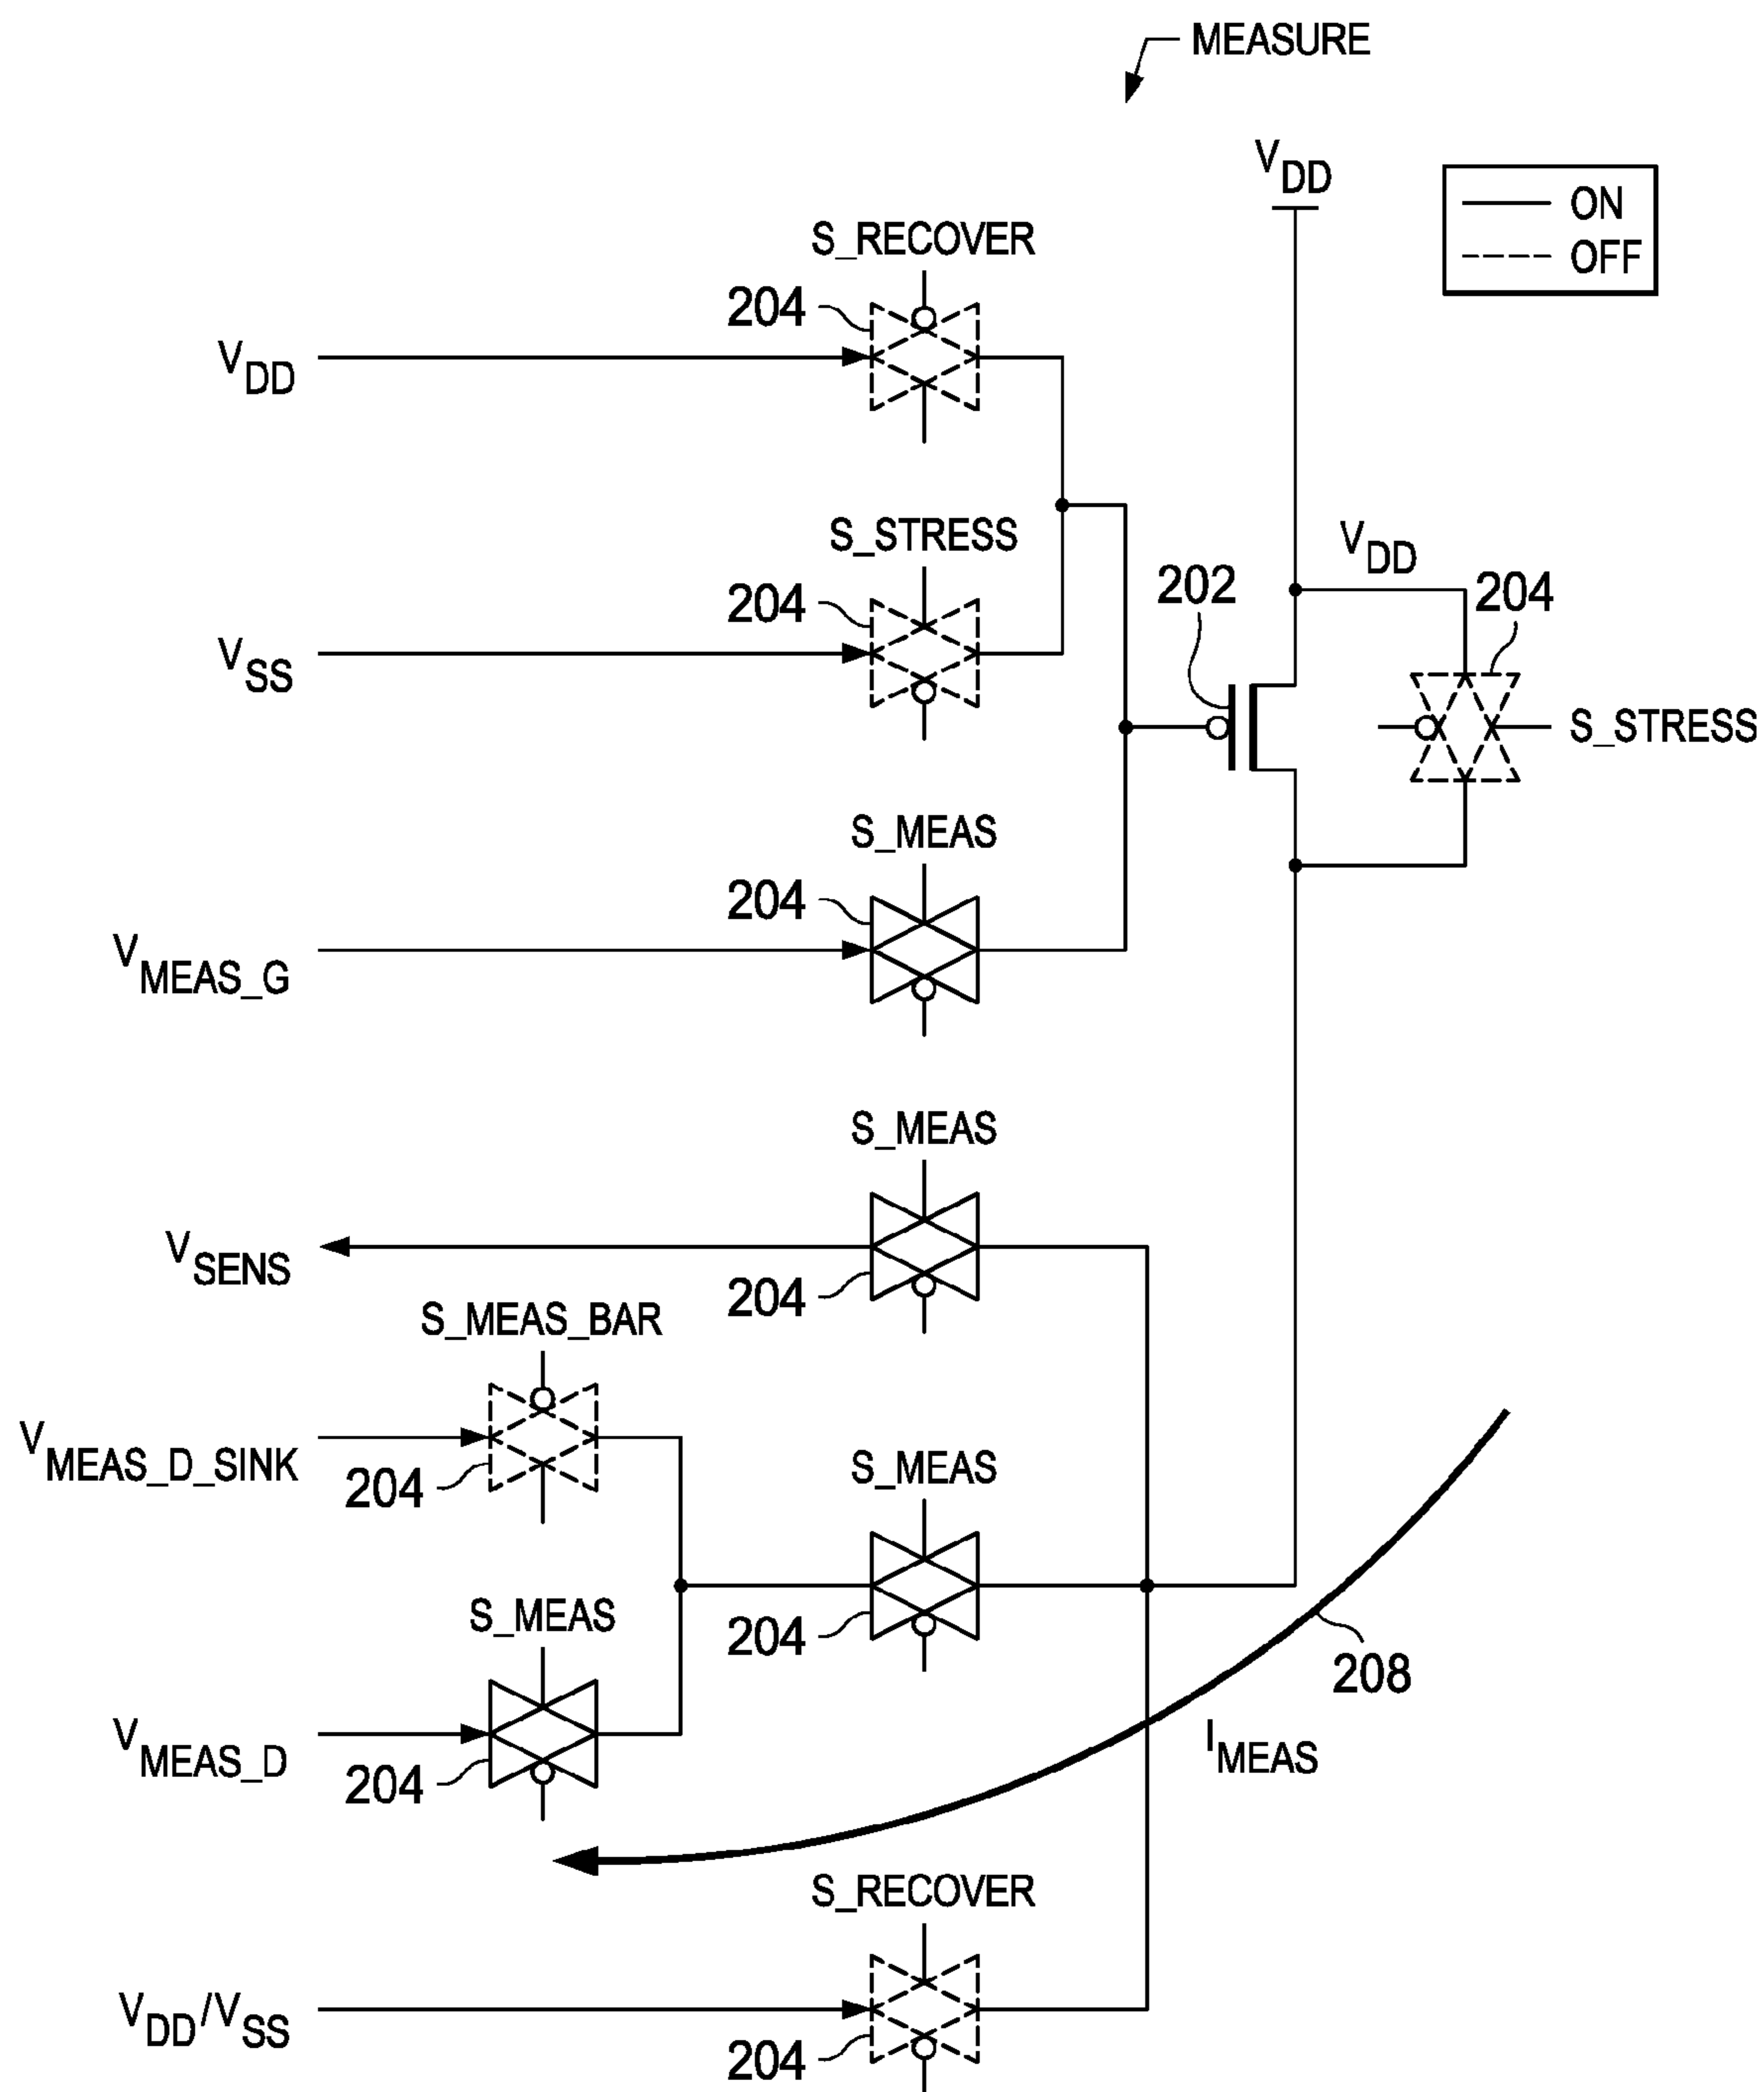 MEASURE
VDD
ON
OFF
S_RECOVER
204
VDD
S_STRESS
204
VSS
VDD
202
204
S_STRESS
S_MEAS
204
VMEAS_G
S_MEAS
VSENS
204
S_MEAS_BAR
VMEAS_D_SINK
204
S_MEAS
204
S_MEAS
VMEAS_D
204
208
IMEAS
S_RECOVER
VDD/VSS
204